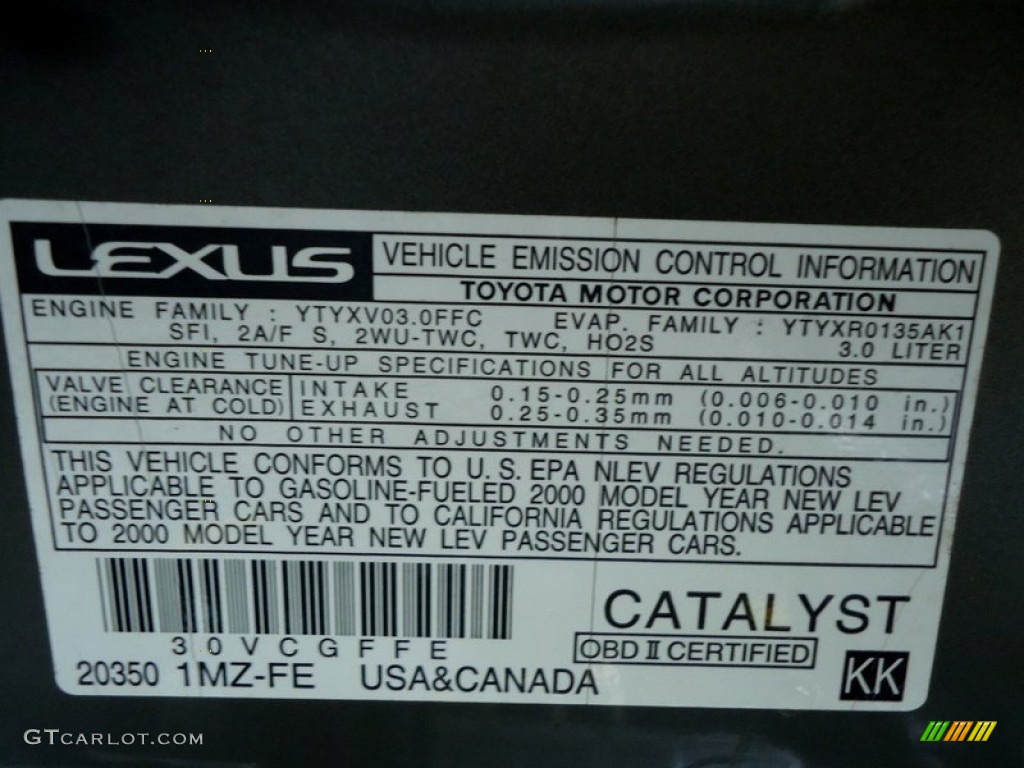 LEXUS
VEHICLE EMISSION CONTROL INFORMATION
TOYOTA MOTOR CORPORATION
ENGINE FAMILY : YTYXV03.0FFC EVAP. FAMILY : YTYXR0135AK1
SFI, 2A/F S, 2WU-TWC, TWC, HO2S 3.0 LITER
ENGINE TUNE-UP SPECIFICATIONS FOR ALL ALTITUDES
VALVE CLEARANCE INTAKE 0.15-0.25mm (0.006-0.010 in.)
(ENGINE AT COLD) EXHAUST 0.25-0.35mm (0.010-0.014 in.)
NO OTHER ADJUSTMENTS NEEDED.
THIS VEHICLE CONFORMS TO U.S.EPA NLEV REGULATIONS
APPLICABLE TO GASOLINE-FUELED 2000 MODEL YEAR NEW LEV
PASSENGER CARS AND TO CALIFORNIA REGULATIONS APPLICABLE
TO 2000 MODEL YEAR NEW LEV PASSENGER CARS.
CATALYST
30VCGFFE
OBD II CERTIFIED
20350 1MZ-FE USA&CANADA
KK
GTCARLOT.COM